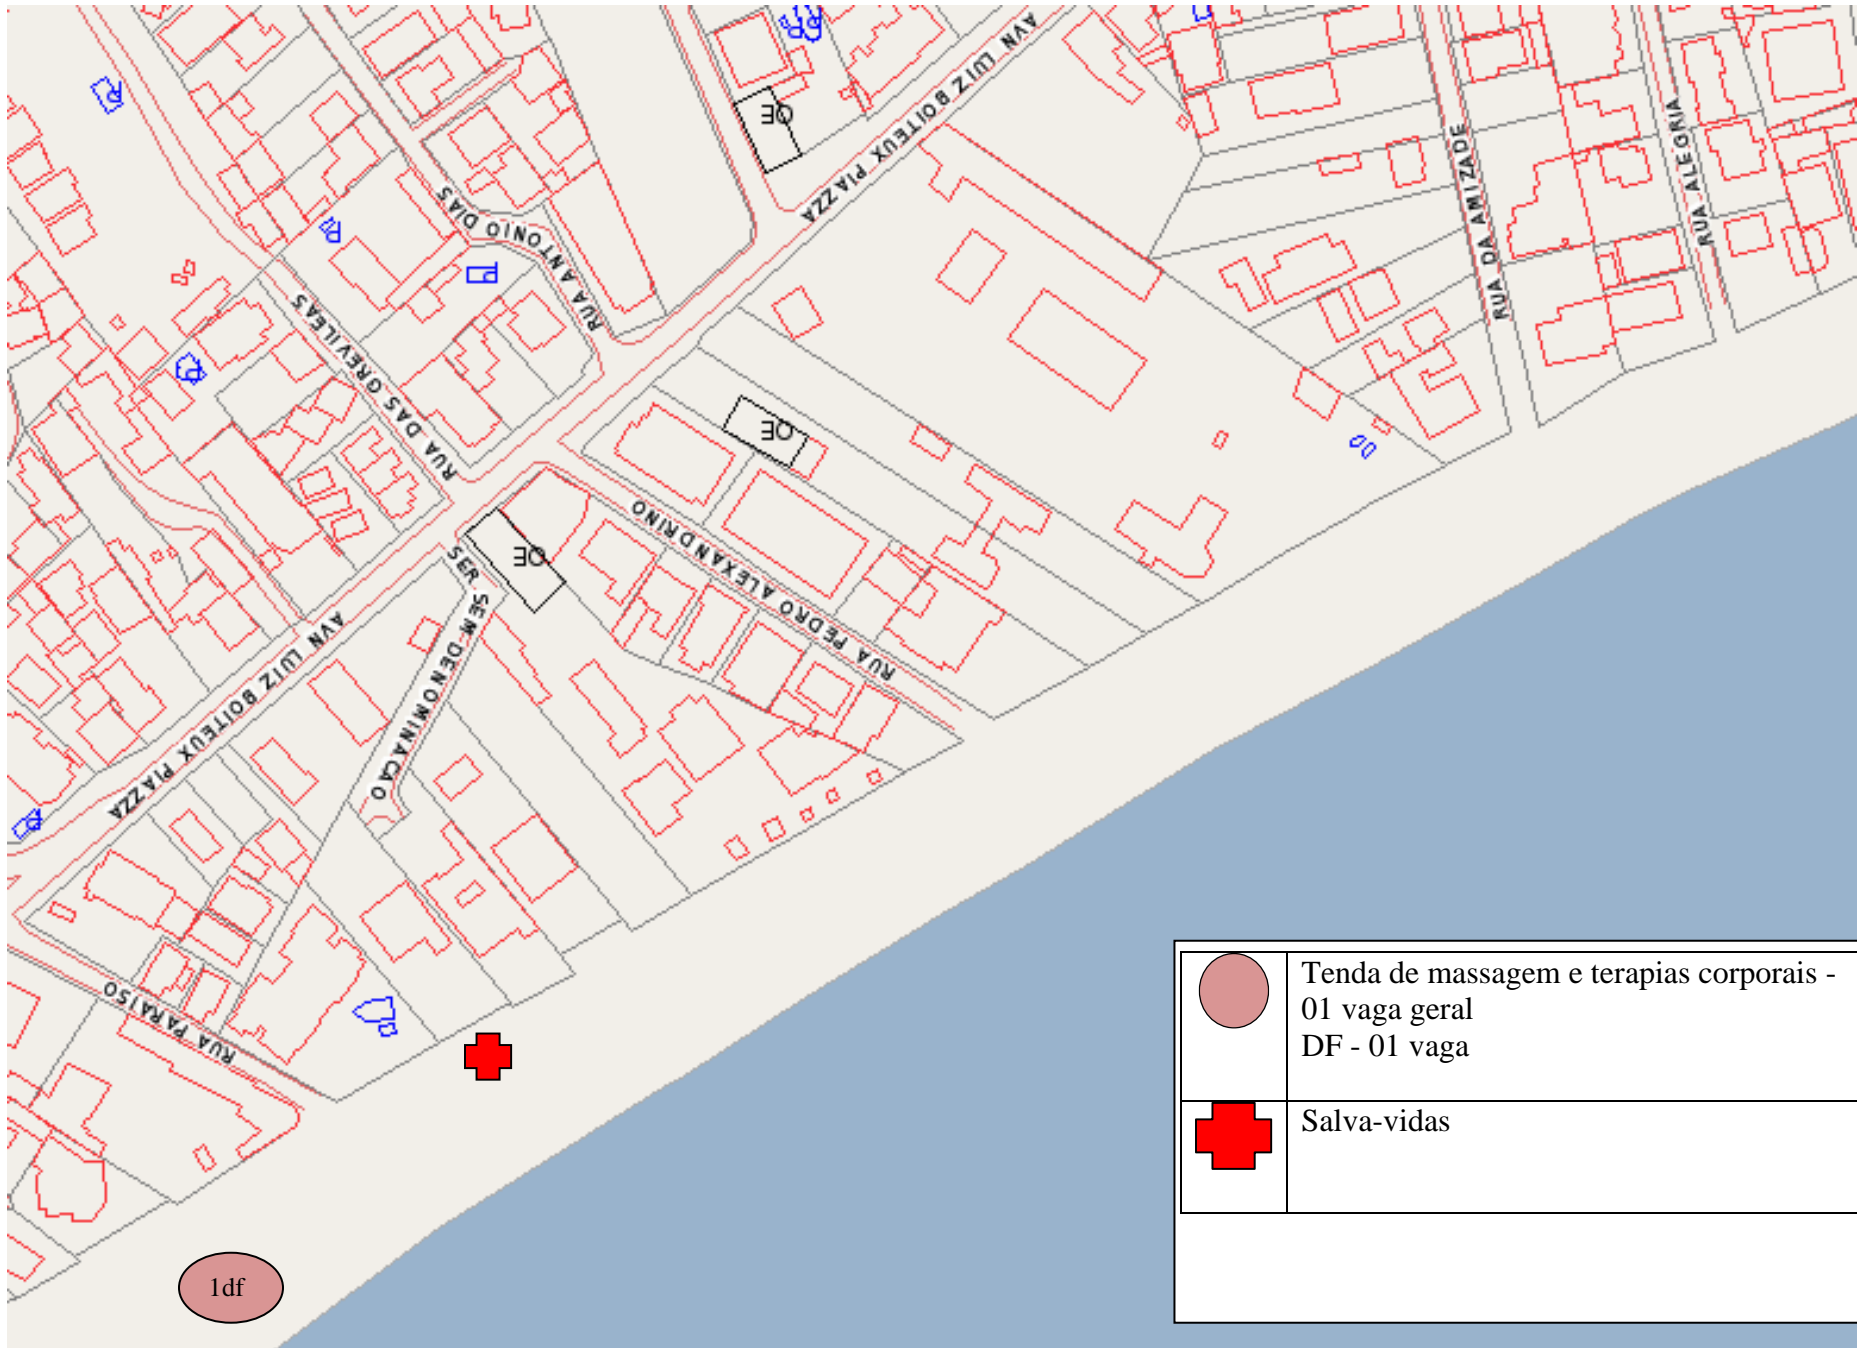 AVN LUIZ BOITEUX PIAZZA
OE
RUA ANTONIO DIAS
RUA DAS GREVILEAS
RUA DA AMIZADE
RUA ALEGRIA
OE
OE
RUA PEDRO ALEXANDRINO
SER SEM DENOMINACAO
AVN LUIZ BOITEUX PIAZZA
RUA PARAISO
1df
Tenda de massagem e terapias corporais -
01 vaga geral
DF - 01 vaga
Salva-vidas